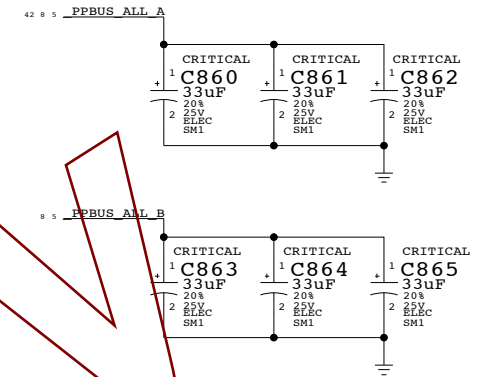 42 8 5 _PPBUS_ALL_A
CRITICAL CRITICAL CRITICAL
+ 1 C860 + 1 C861 + 1 C862
33uF 33uF 33uF
20% 20% 20%
2 25V 2 25V 2 25V
ELEC ELEC ELEC
SM1 SM1 SM1
8 5 _PPBUS_ALL_B
CRITICAL CRITICAL CRITICAL
+ 1 C863 + 1 C864 + 1 C865
33uF 33uF 33uF
20% 20% 20%
2 25V 2 25V 2 25V
ELEC ELEC ELEC
SM1 SM1 SM1